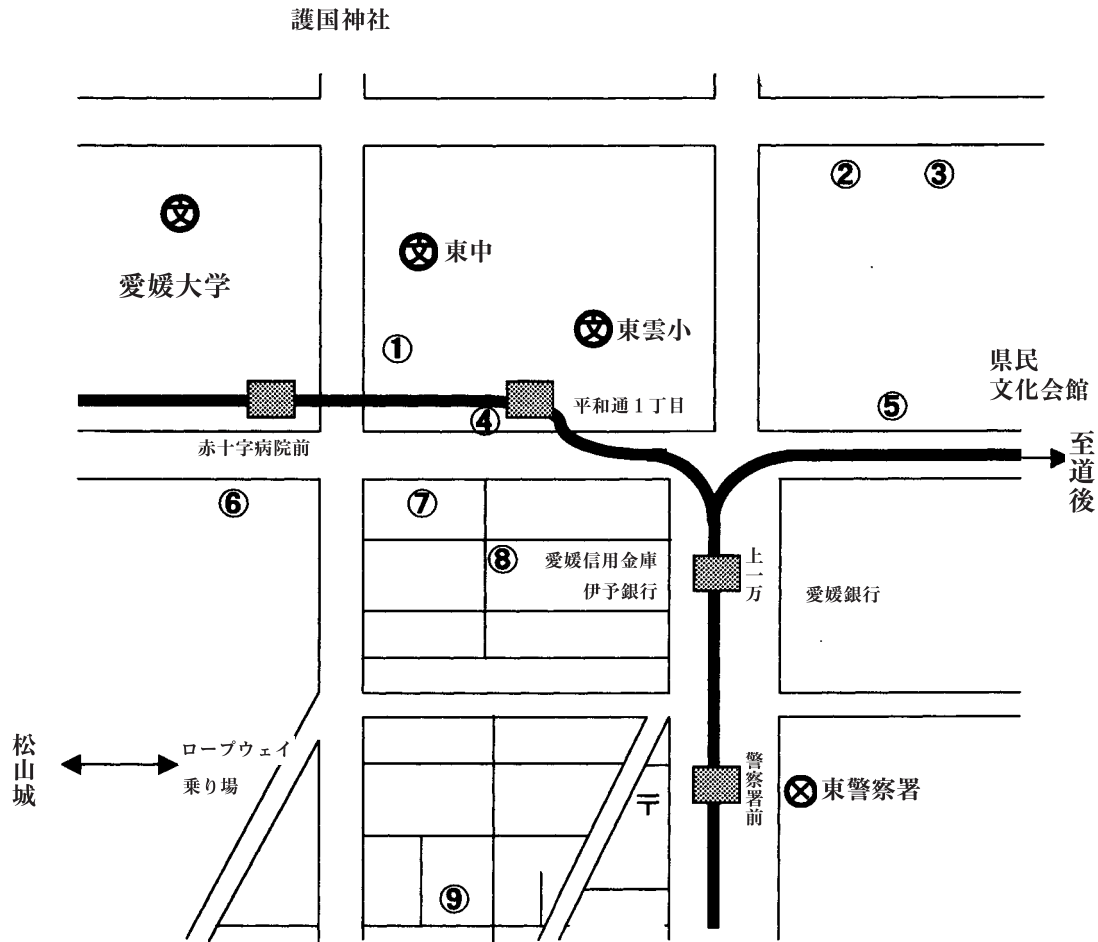 護国神社
②
③
文
文
東中
愛媛大学
文
東雲小
①
県民
文化会館
平和通1丁目
⑤
④
赤十字病院前
至道後
⑥
⑦
⑧
愛媛信用金庫
伊予銀行
上一万
愛媛銀行
松山城
ロープウェイ
乗り場
警察署前
東警察署
〒
⑨